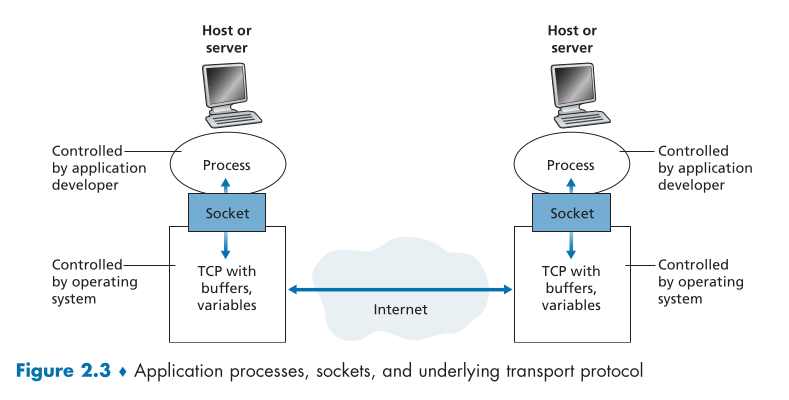 Host or
server
Host or
server
Controlled
by application
developer
Process
Process
Controlled
by application
developer
Socket
Socket
Controlled
by operating
system
TCP with
buffers,
variables
Internet
TCP with
buffers,
variables
Controlled
by operating
system
Figure 2.3 ♦ Application processes, sockets, and underlying transport protocol